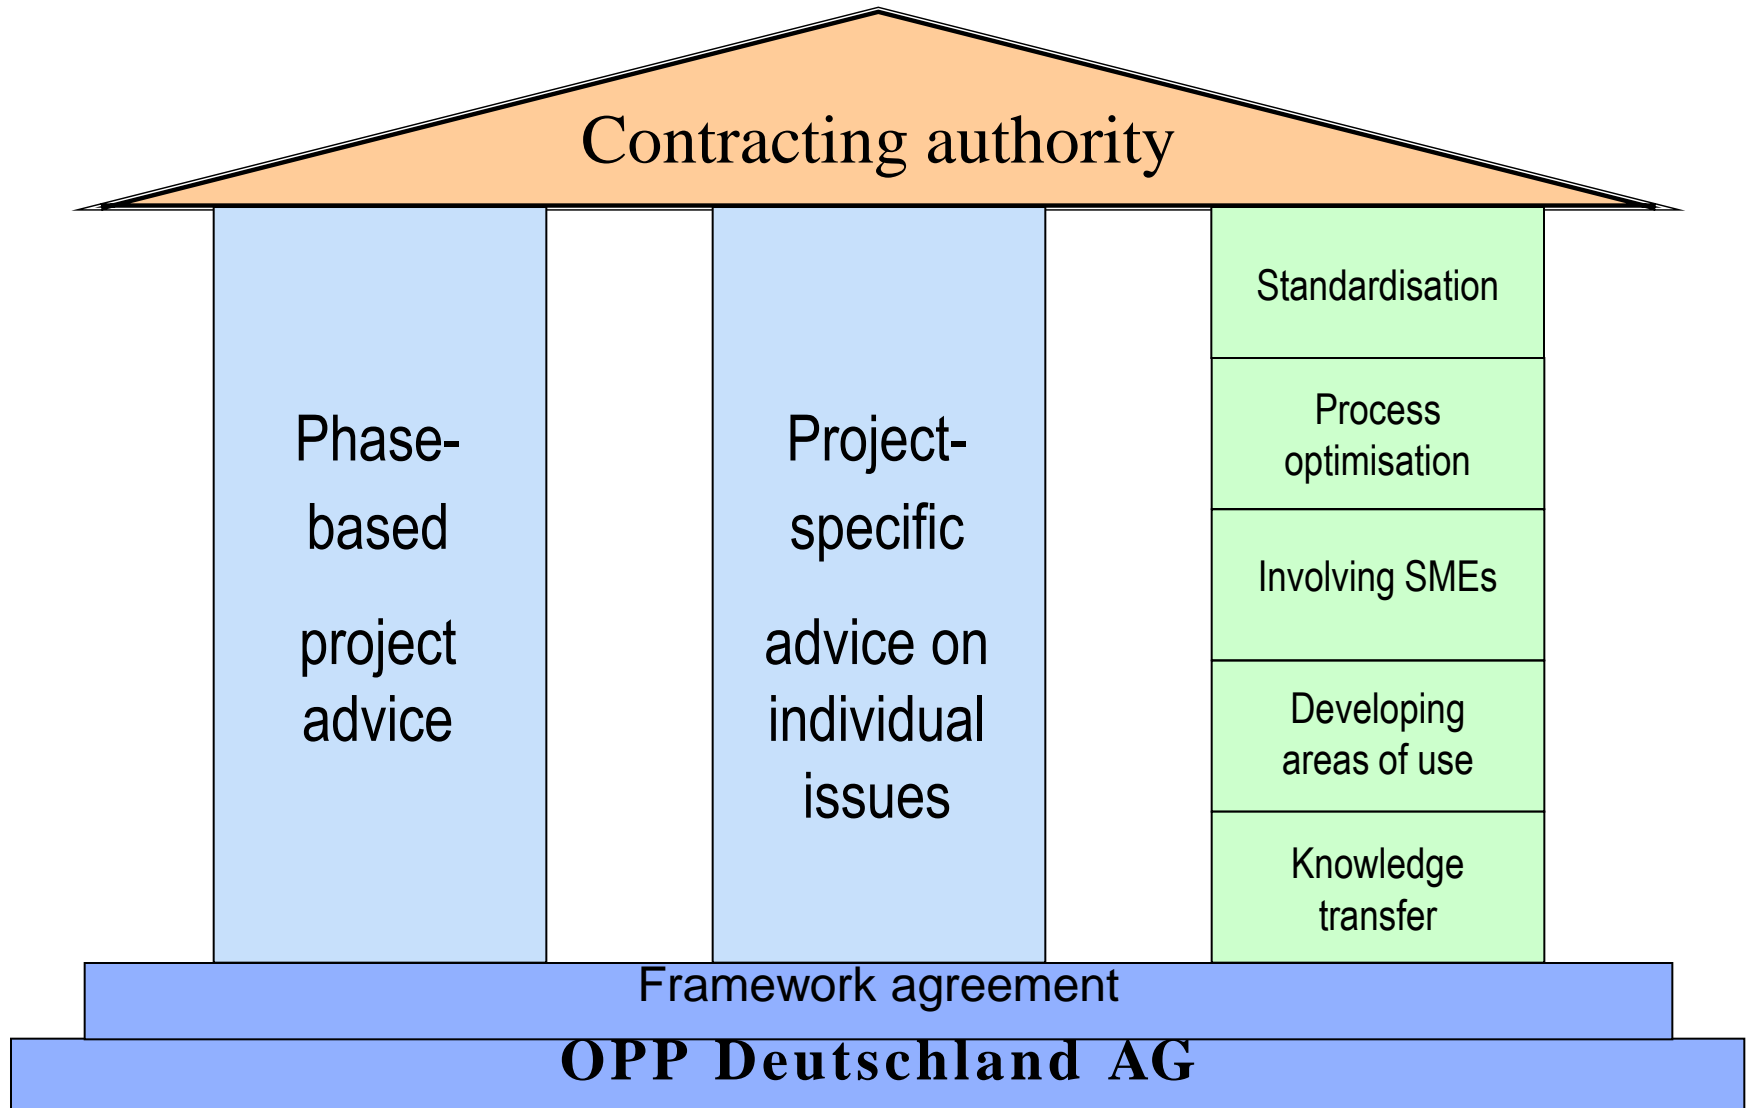 Contracting authority
Phase-
based
project
advice
Project-
specific
advice on
individual
issues
Standardisation
Process
optimisation
Involving SMEs
Developing
areas of use
Knowledge
transfer
Framework agreement
OPP Deutschland AG